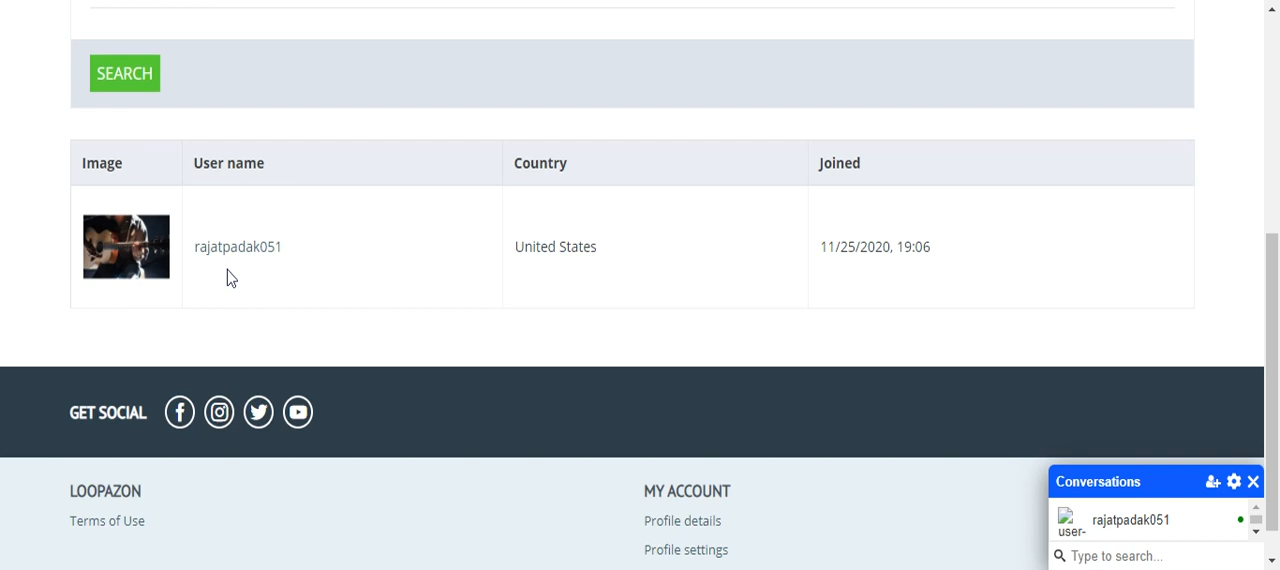 SEARCH
Image User name Country Joined
rajatpadak051 United States 11/25/2020, 19:06
GET SOCIAL
LOOPAZON
Terms of Use
MY ACCOUNT
Profile details
Profile settings
Conversations
user-
rajatpadak051
Type to search...